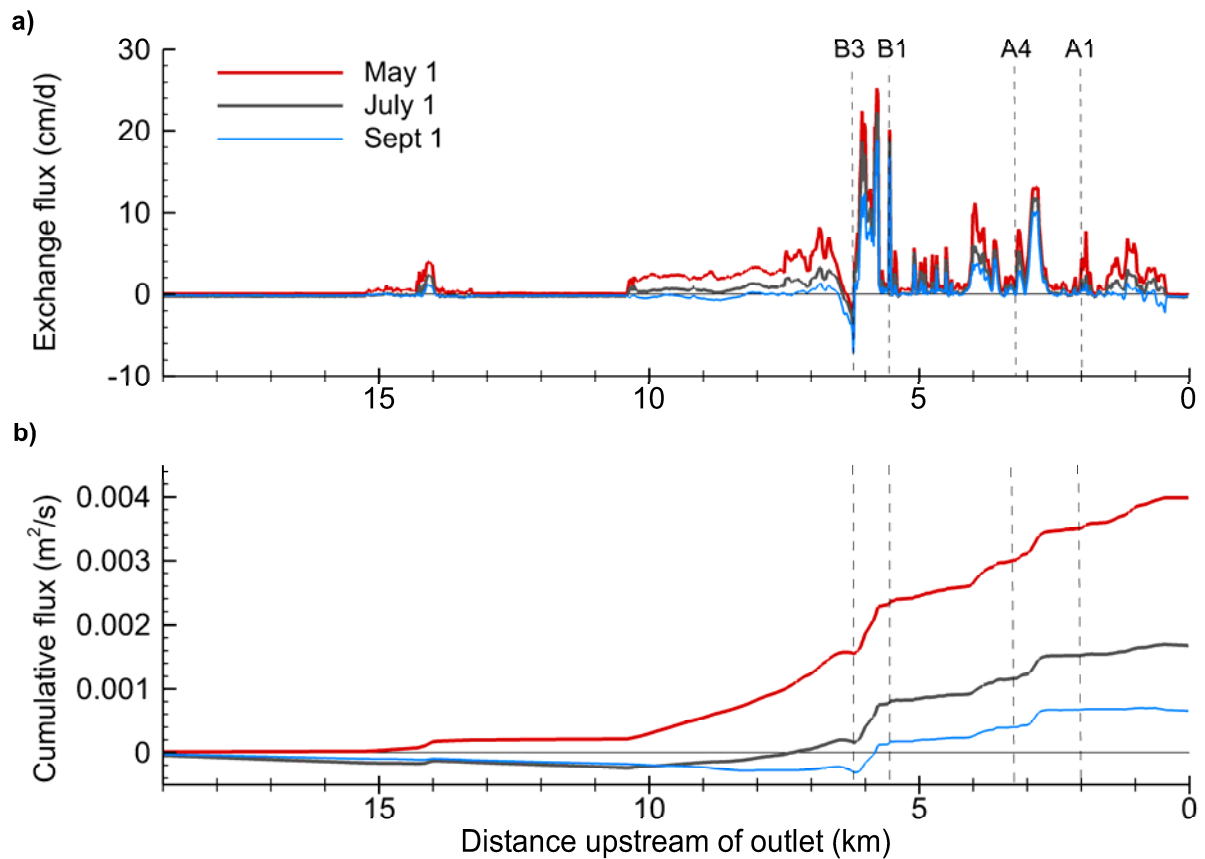 a)
30
20
10
0
-10
Exchange flux (cm/d)
May 1
July 1
Sept 1
B3 B1 A4 A1
15 10 5 0
b)
0.004
0.003
0.002
0.001
0
Cumulative flux (m²/s)
15 10 5 0
Distance upstream of outlet (km)